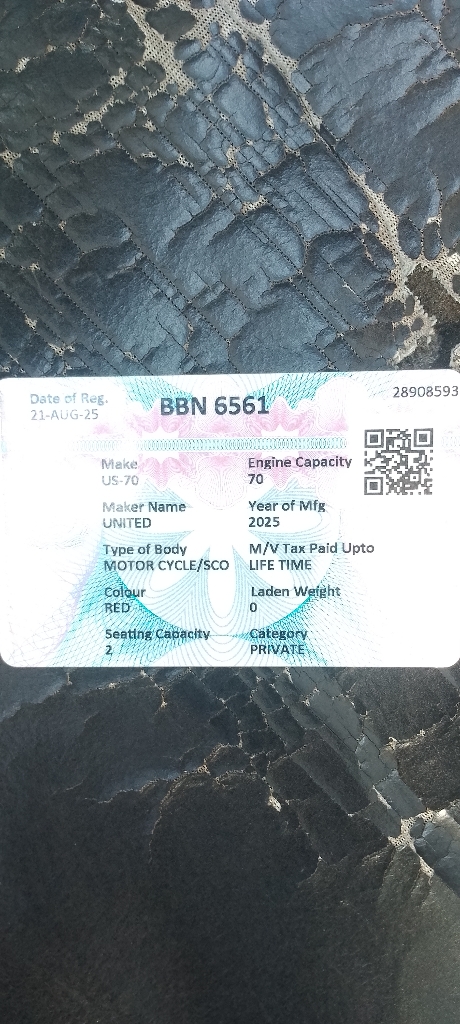 Date of Reg.
21-AUG-25
BBN 6561
28908593
Make
US-70
Engine Capacity
70
Maker Name
UNITED
Year of Mfg
2025
Type of Body
MOTOR CYCLE/SCO
M/V Tax Paid Upto
LIFE TIME
Colour
RED
Laden Weight
0
Seating Capacity
2
Category
PRIVATE